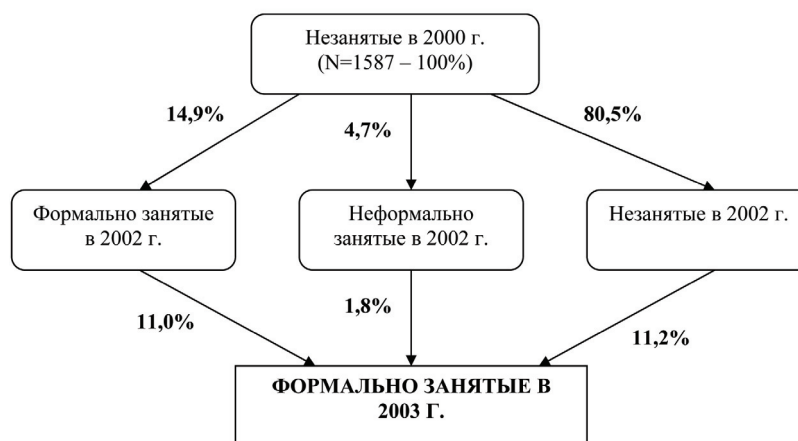 Незанятые в 2000 г.
(N=1587 – 100%)
14,9%
4,7%
80,5%
Формально занятые
в 2002 г.
Неформально
занятые в 2002 г.
Незанятые в 2002 г.
11,0%
1,8%
11,2%
ФОРМАЛЬНО ЗАНЯТЫЕ В
2003 Г.